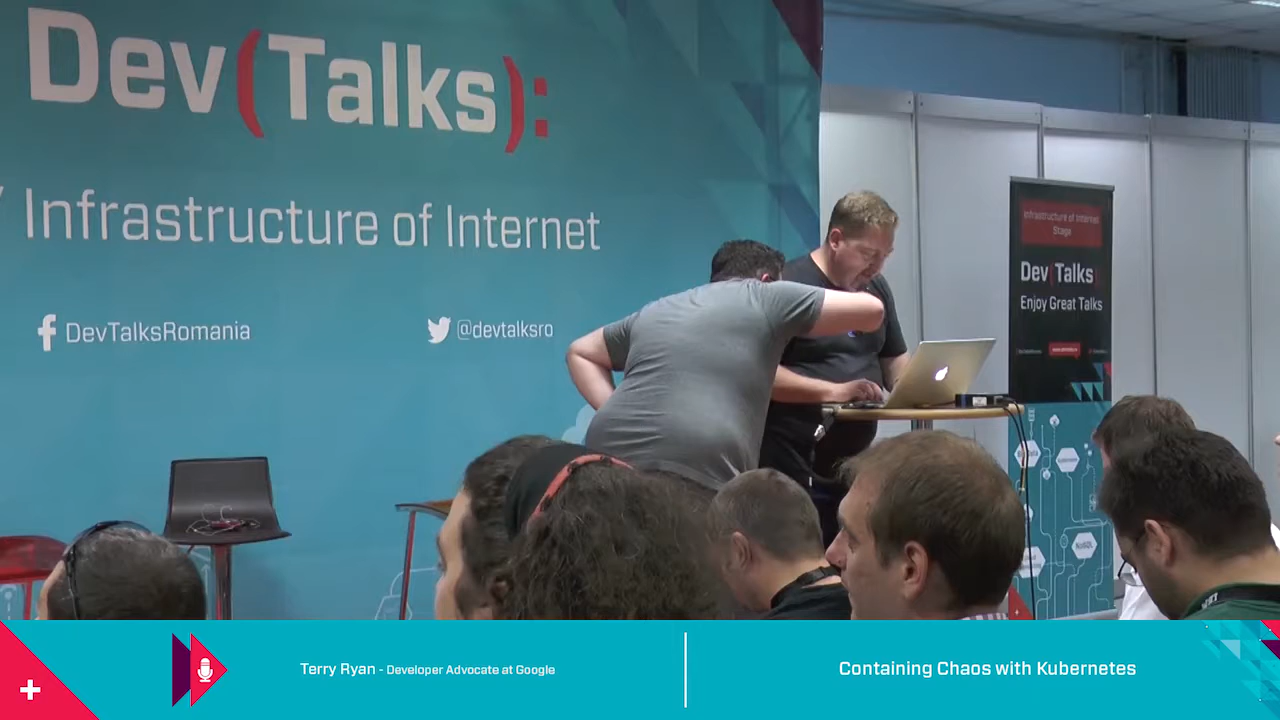 Dev(Talks):
Infrastructure of Internet
DevTalksRomania
@devtalksro
Infrastructure of Internet
Stage
Dev(Talks)
Enjoy Great Talks
NoSQL
Terry Ryan - Developer Advocate at Google
Containing Chaos with Kubernetes